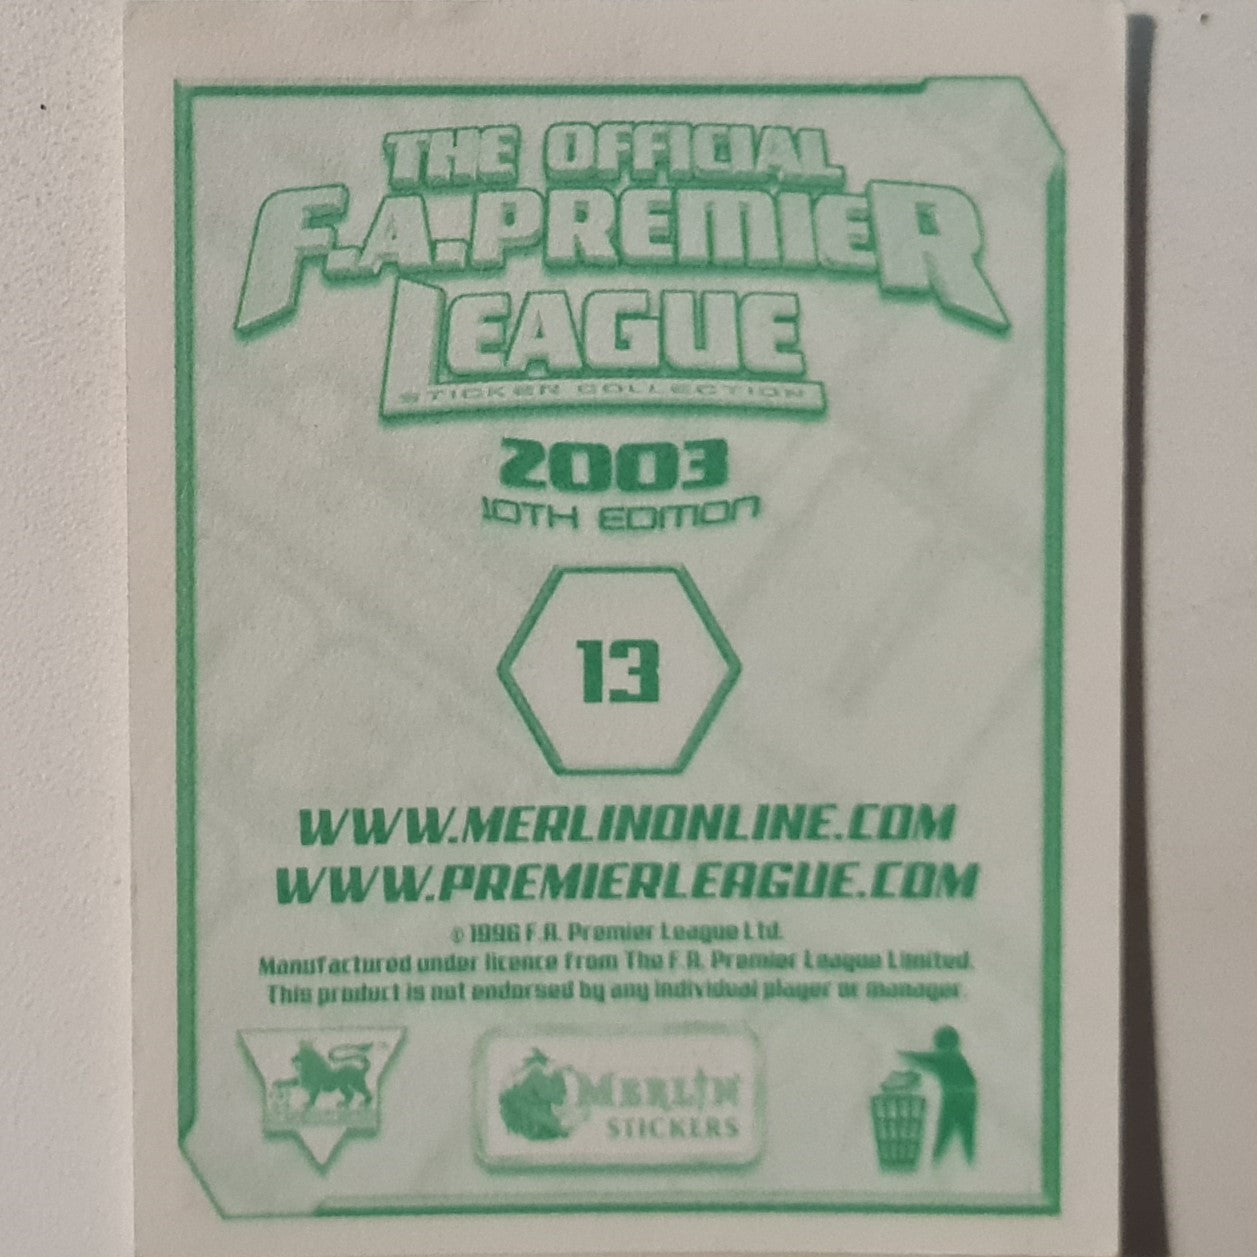 THE OFFICIAL
F.A. PREMIER
LEAGUE
STICKER COLLECTION
2003
10TH EDITION
13
WWW.MERLINONLINE.COM
WWW.PREMIERLEAGUE.COM
© 1996 F.A. Premier League Ltd.
Manufactured under licence from The F.A. Premier League Limited.
This product is not endorsed by any individual player or manager.
MERLIN
STICKERS